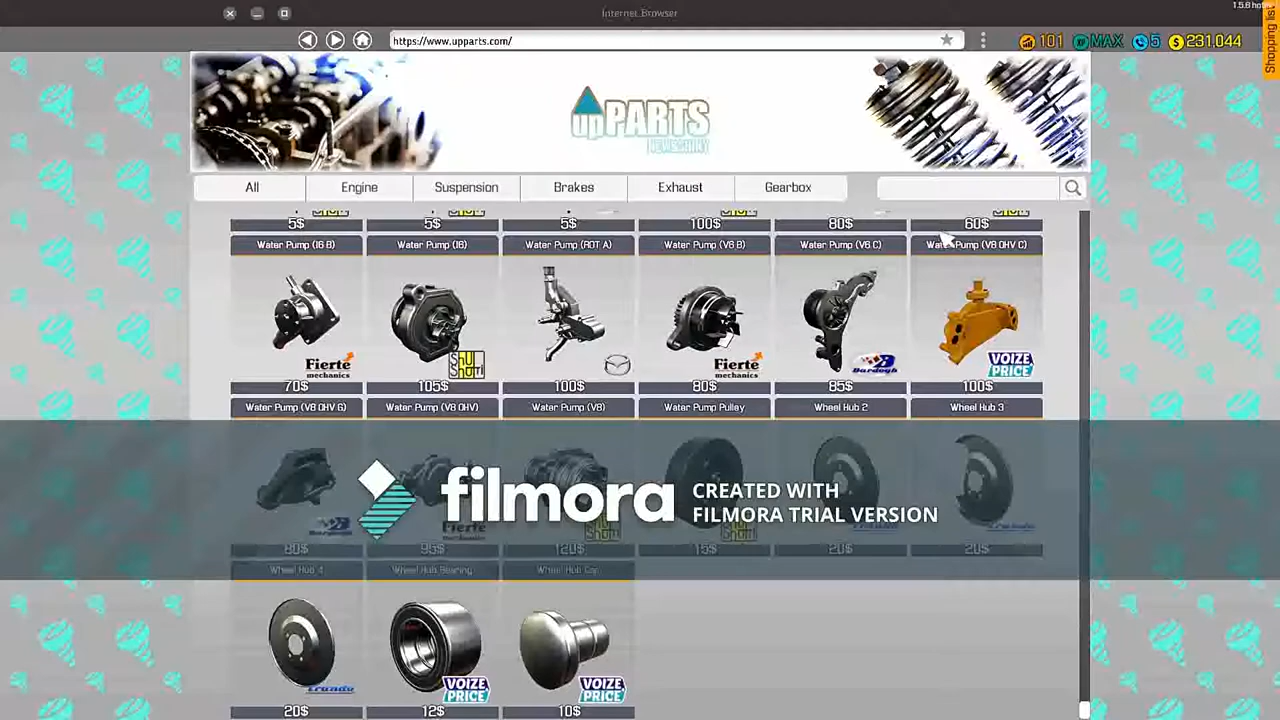 Internet Browser
1.5.6 hotfix
Shopping list
https://www.upparts.com/
101 MAX 5 $ 231,044
upPARTS
NEW&SHINY
All Engine Suspension Brakes Exhaust Gearbox
5$ 5$ 5$ 100$ 80$ 60$
Water Pump (I6 B) Water Pump (I6) Water Pump (ROT A) Water Pump (V6 B) Water Pump (V6 C) Water Pump (V8 OHV C)
Fierte mechanics Fierte mechanics Bardegh VOIZE PRICE
70$ 105$ 100$ 80$ 85$ 100$
Water Pump (V8 OHV G) Water Pump (V8 OHV) Water Pump (V8) Water Pump Pulley Wheel Hub 2 Wheel Hub 3
filmora CREATED WITH
FILMORA TRIAL VERSION
80$ 95$ 120$ 15$ 20$ 20$
Wheel Hub 4 Wheel Hub Bearing Wheel Hub Cap
VOIZE PRICE VOIZE PRICE
20$ 12$ 10$